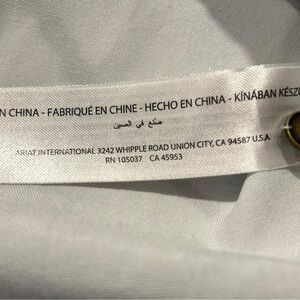 N CHINA - FABRIQUÉ EN CHINE - HECHO EN CHINA - KÍNÁBAN KÉSZ
صنع في الصين
ARIAT INTERNATIONAL 3242 WHIPPLE ROAD UNION CITY, CA 94587 U.S.A.
RN 105037 CA 45953